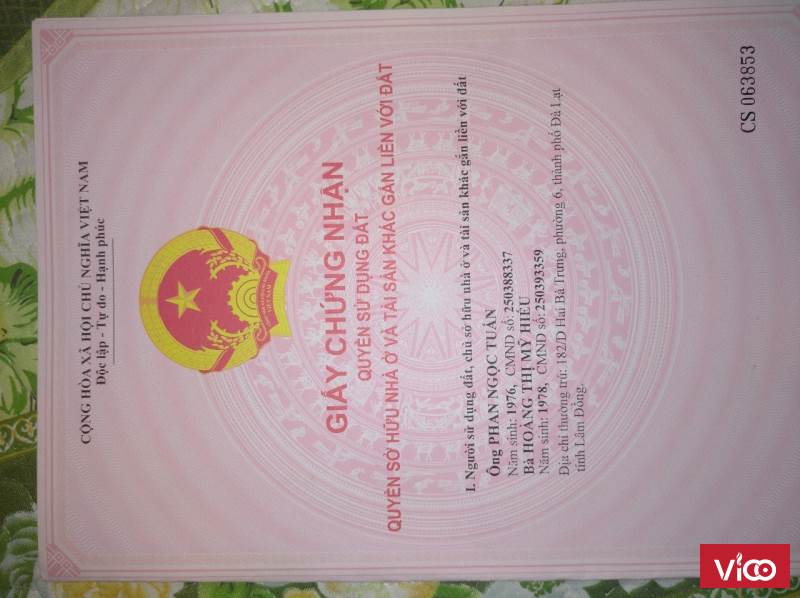 CỘNG HÒA XÃ HỘI CHỦ NGHĨA VIỆT NAM
Độc lập - Tự do - Hạnh phúc
GIẤY CHỨNG NHẬN
QUYỀN SỬ DỤNG ĐẤT
QUYỀN SỞ HỮU NHÀ Ở VÀ TÀI SẢN KHÁC GẮN LIỀN VỚI ĐẤT
I. Người sử dụng đất, chủ sở hữu nhà ở và tài sản khác gắn liền với đất
Ông PHAN NGỌC TUẤN
Năm sinh: 1976, CMND số: 250388337
Bà HOÀNG THỊ MỸ HIẾU
Năm sinh: 1978, CMND số: 250393359
Địa chỉ thường trú: 182/D Hai Bà Trưng, phường 6, thành phố Đà Lạt
tỉnh Lâm Đồng.
CS 063853
ViCO